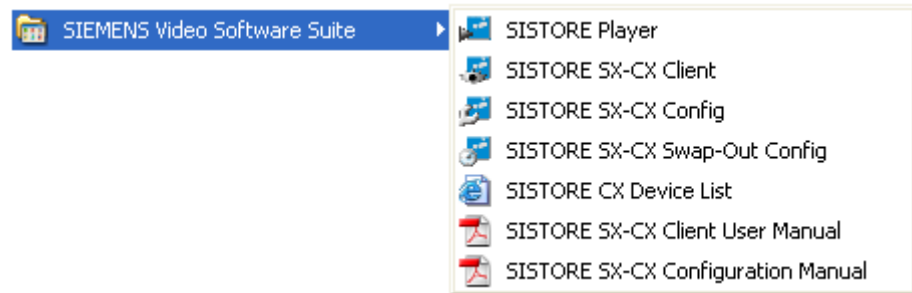 SIEMENS Video Software Suite
SISTORE Player
SISTORE SX-CX Client
SISTORE SX-CX Config
SISTORE SX-CX Swap-Out Config
SISTORE CX Device List
SISTORE SX-CX Client User Manual
SISTORE SX-CX Configuration Manual